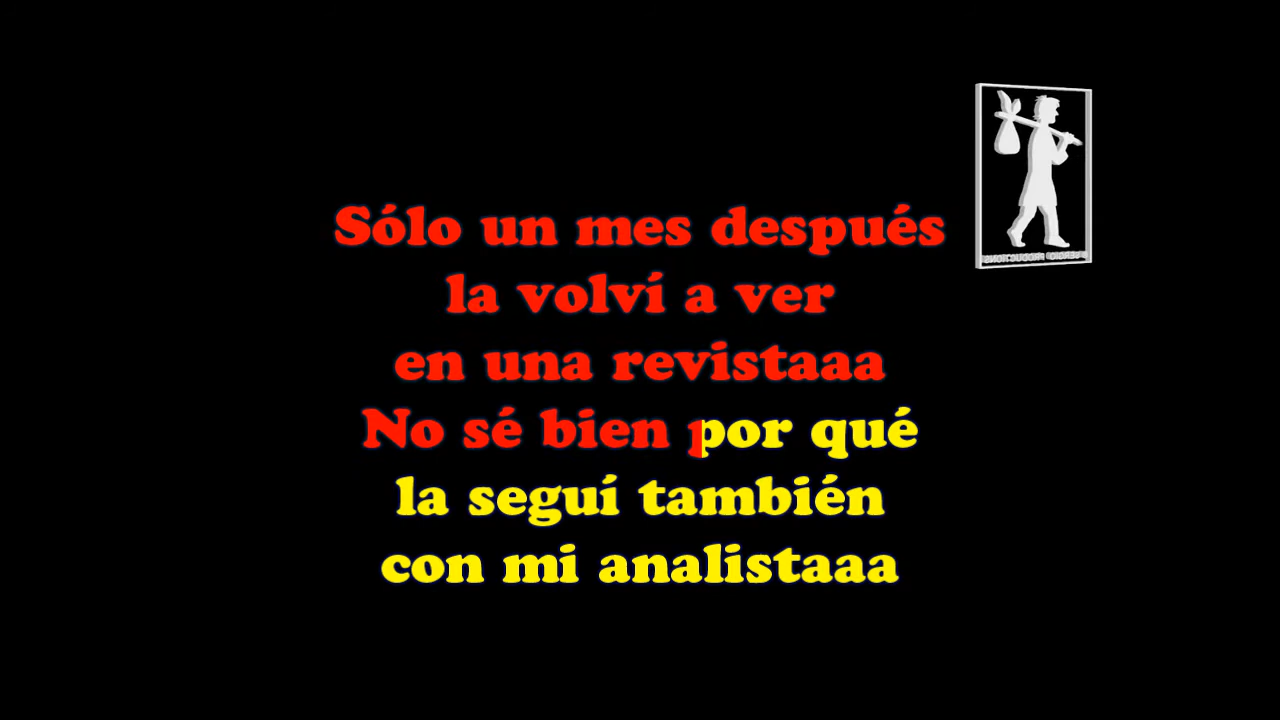 Sólo un mes después
la volví a ver
en una revistaaa
No sé bien por qué
la seguí también
con mi analistaaa